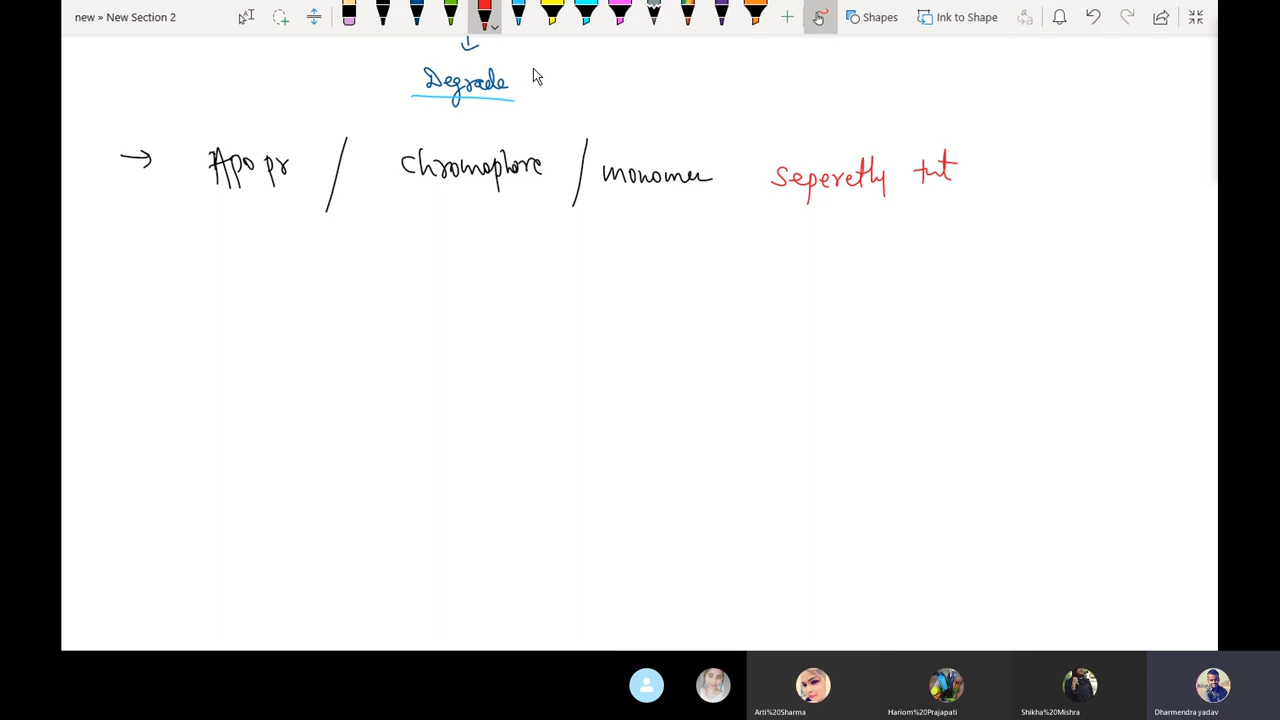 new » New Section 2
Shapes
Ink to Shape
Degrade
→ Apo pr / chromophore / monomer seperetly
Arti%20Sharma
Hariom%20Prajapati
Shikha%20Mishra
Dharmendra yadav